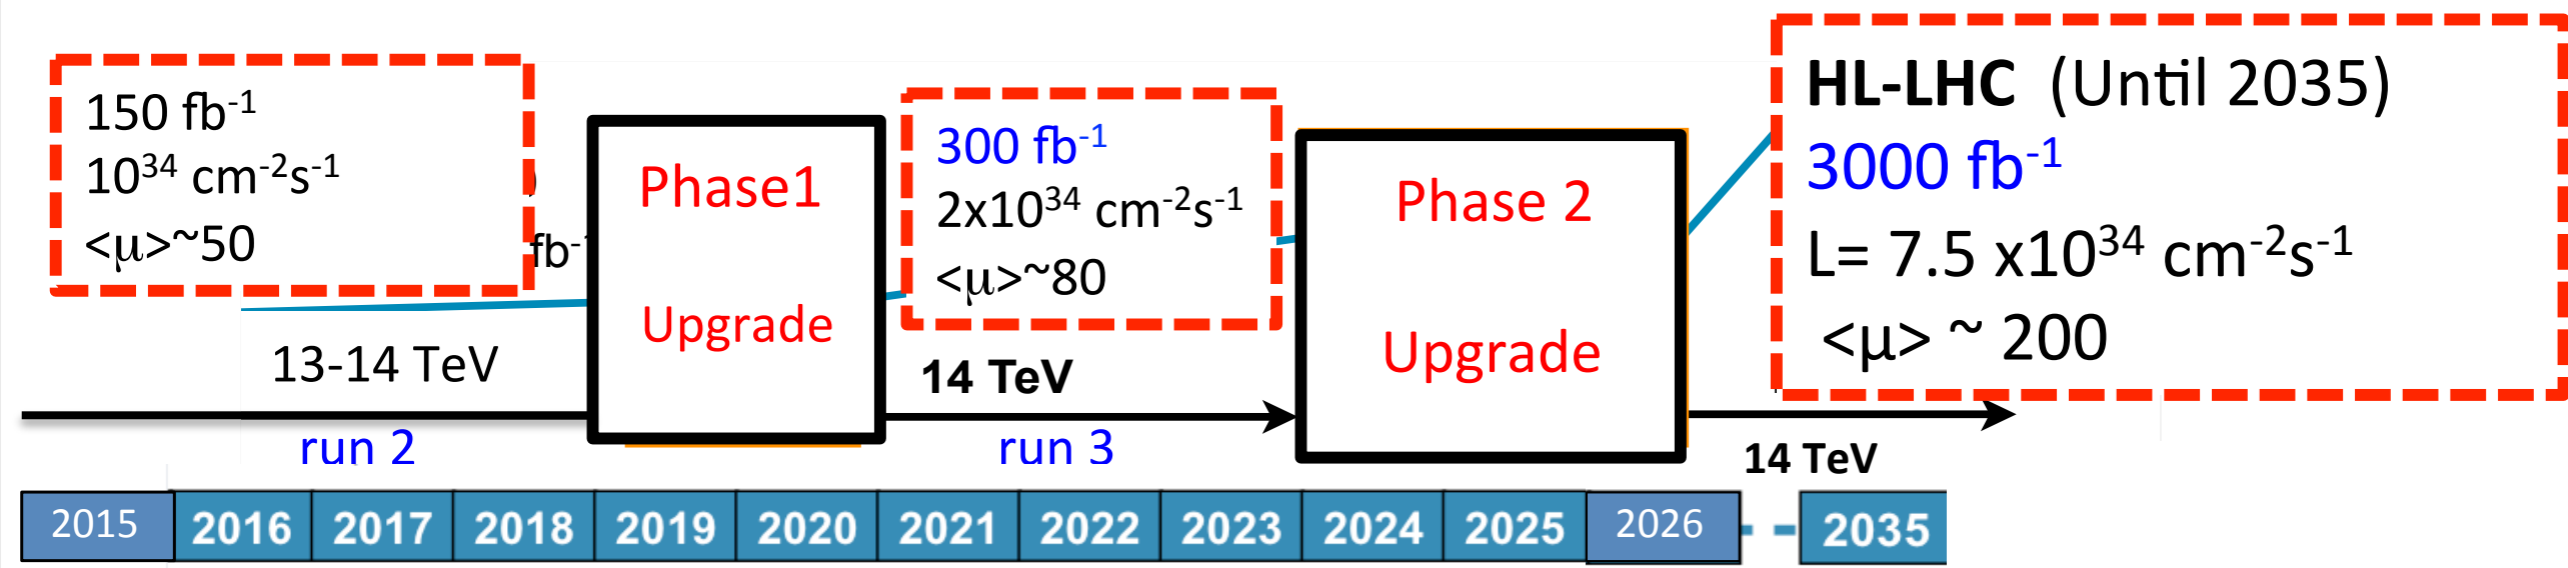 150 fb⁻¹
10³⁴ cm⁻²s⁻¹
<μ>~50
)
fb⁻
Phase1
Upgrade
300 fb⁻¹
2x10³⁴ cm⁻²s⁻¹
<μ>~80
Phase 2
Upgrade
HL-LHC (Until 2035)
3000 fb⁻¹
L= 7.5 x10³⁴ cm⁻²s⁻¹
<μ> ~ 200
13-14 TeV
14 TeV
14 TeV
run 2
run 3
2015 2016 2017 2018 2019 2020 2021 2022 2023 2024 2025 2026 2035